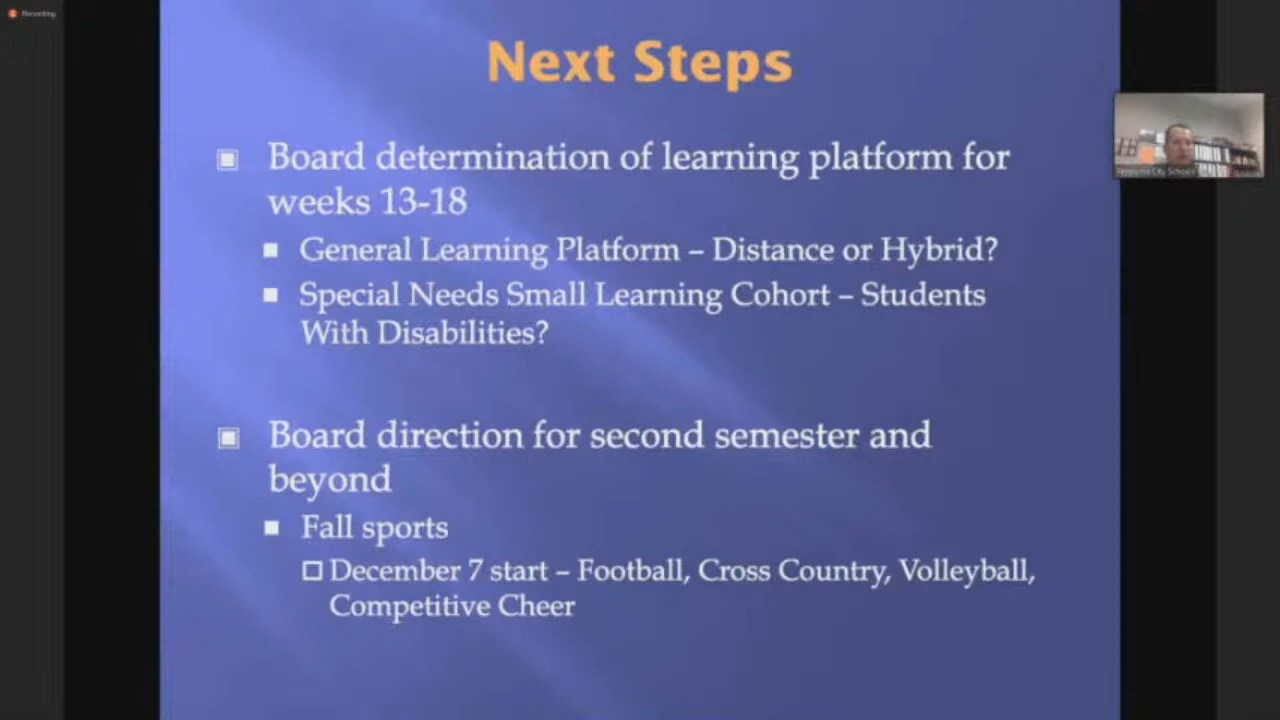 Recording
Next Steps
Board determination of learning platform for
weeks 13-18
General Learning Platform – Distance or Hybrid?
Special Needs Small Learning Cohort – Students
With Disabilities?
Board direction for second semester and
beyond
Fall sports
December 7 start – Football, Cross Country, Volleyball,
Competitive Cheer
City Schools